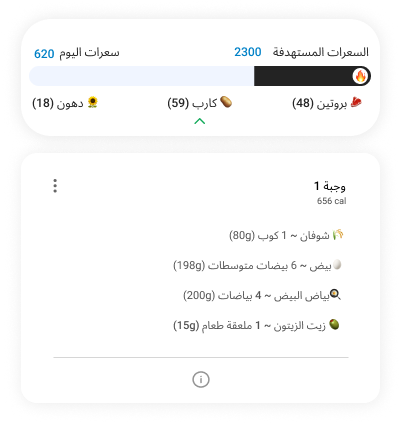 السعرات المستهدفة 2300 سعرات اليوم 620
بروتين (48) كارب (59) دهون (18)
وجبة 1
656 cal
شوفان ~ 1 كوب (80g)
بيض ~ 6 بيضات متوسطات (198g)
بياض البيض ~ 4 بياضات (200g)
زيت الزيتون ~ 1 ملعقة طعام (15g)